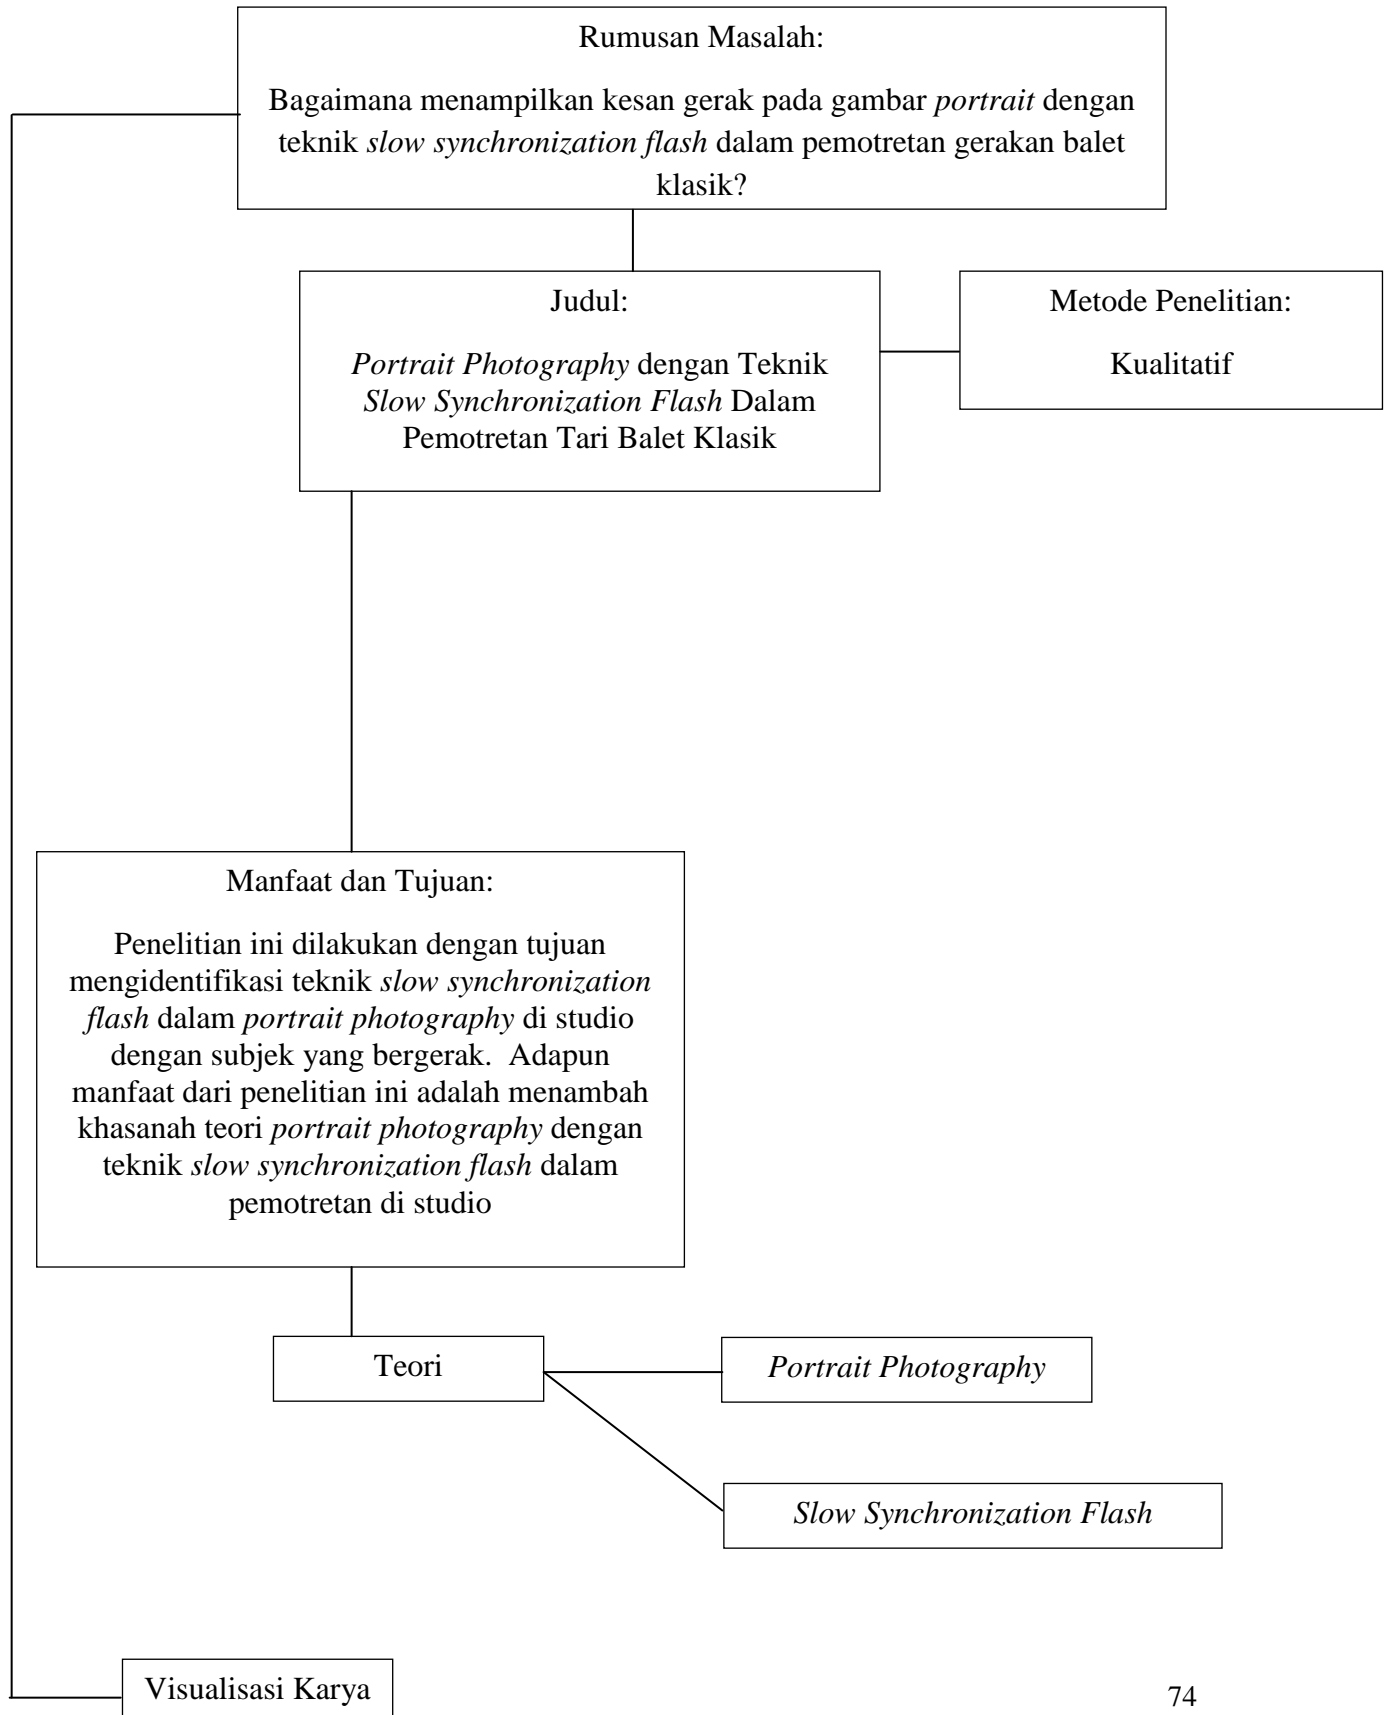 Rumusan Masalah:
Bagaimana menampilkan kesan gerak pada gambar portrait dengan
teknik slow synchronization flash dalam pemotretan gerakan balet
klasik?
Judul:
Portrait Photography dengan Teknik
Slow Synchronization Flash Dalam
Pemotretan Tari Balet Klasik
Metode Penelitian:
Kualitatif
Manfaat dan Tujuan:
Penelitian ini dilakukan dengan tujuan
mengidentifikasi teknik slow synchronization
flash dalam portrait photography di studio
dengan subjek yang bergerak.  Adapun
manfaat dari penelitian ini adalah menambah
khasanah teori portrait photography dengan
teknik slow synchronization flash dalam
pemotretan di studio
Teori
Portrait Photography
Slow Synchronization Flash
Visualisasi Karya
74